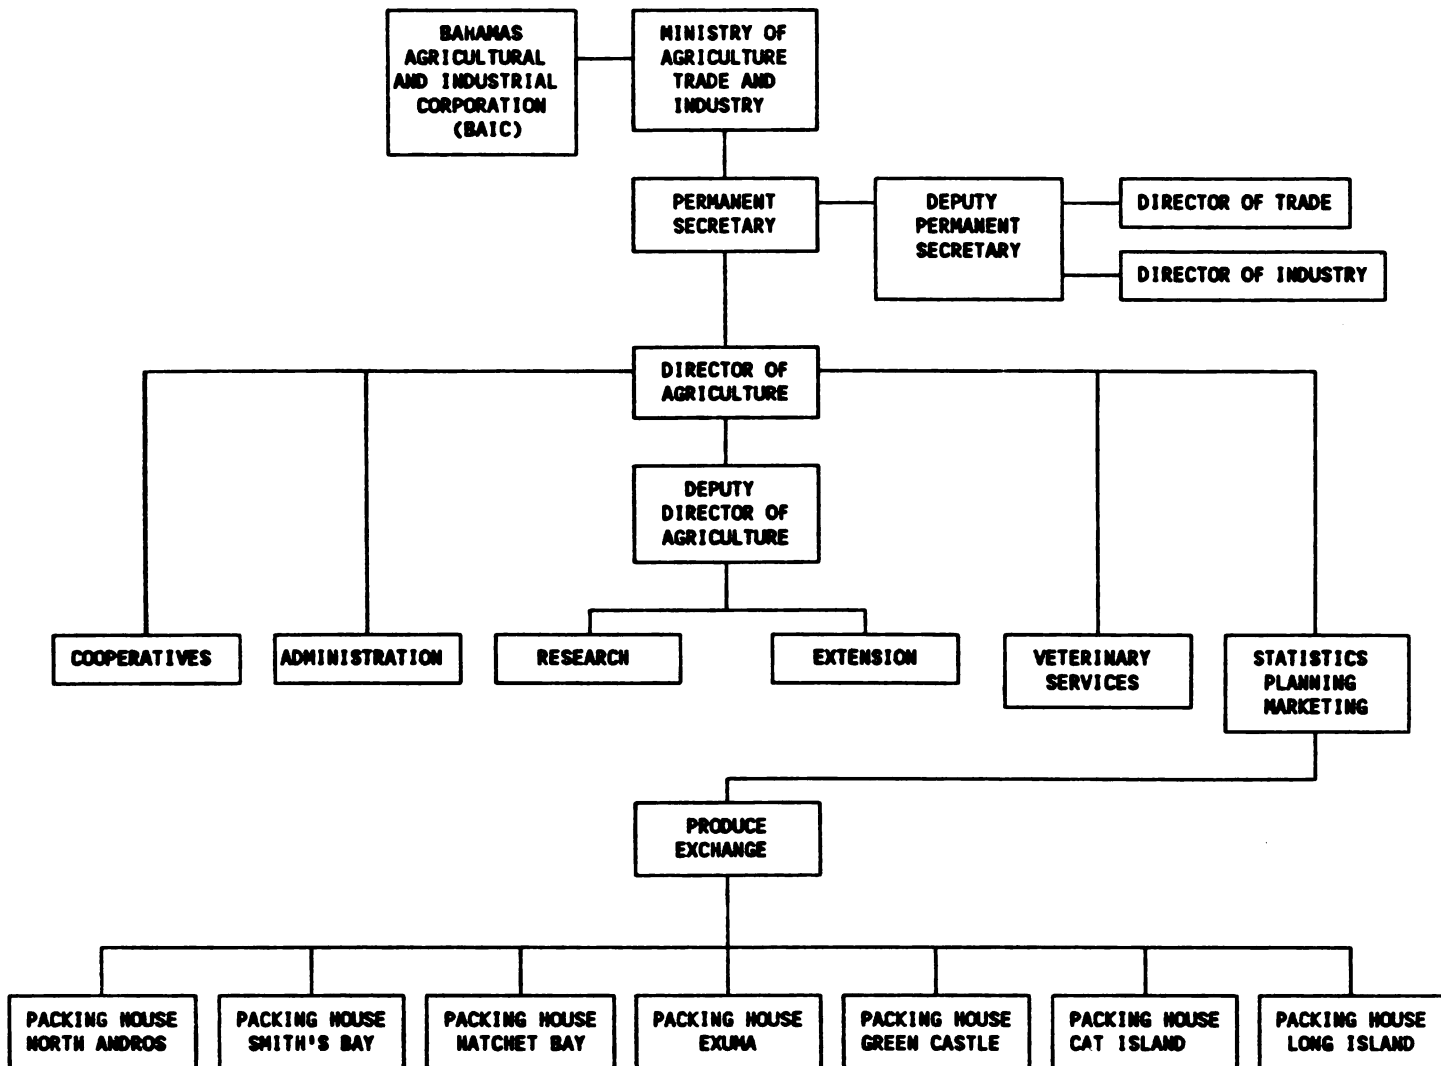 BAHAMAS
AGRICULTURAL
AND INDUSTRIAL
CORPORATION
(BAIC)
MINISTRY OF
AGRICULTURE
TRADE AND
INDUSTRY
PERMANENT
SECRETARY
DEPUTY
PERMANENT
SECRETARY
DIRECTOR OF TRADE
DIRECTOR OF INDUSTRY
DIRECTOR OF
AGRICULTURE
DEPUTY
DIRECTOR OF
AGRICULTURE
COOPERATIVES
ADMINISTRATION
RESEARCH
EXTENSION
VETERINARY
SERVICES
STATISTICS
PLANNING
MARKETING
PRODUCE
EXCHANGE
PACKING HOUSE
NORTH ANDROS
PACKING HOUSE
SMITH'S BAY
PACKING HOUSE
HATCHET BAY
PACKING HOUSE
EXUMA
PACKING HOUSE
GREEN CASTLE
PACKING HOUSE
CAT ISLAND
PACKING HOUSE
LONG ISLAND